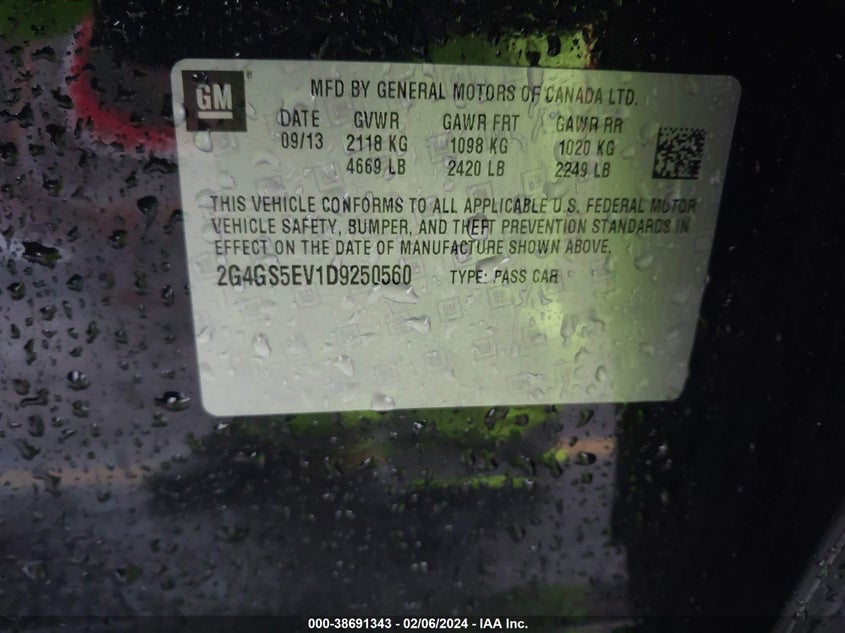 GM
MFD BY GENERAL MOTORS OF CANADA LTD.
DATE GVWR GAWR FRT GAWR RR
09/13 2118 KG 1098 KG 1020 KG
4669 LB 2420 LB 2249 LB
THIS VEHICLE CONFORMS TO ALL APPLICABLE U.S. FEDERAL MOTOR
VEHICLE SAFETY, BUMPER, AND THEFT PREVENTION STANDARDS IN
EFFECT ON THE DATE OF MANUFACTURE SHOWN ABOVE.
2G4GS5EV1D9250560 TYPE: PASS CAR
000-38691343 - 02/06/2024 - IAA Inc.